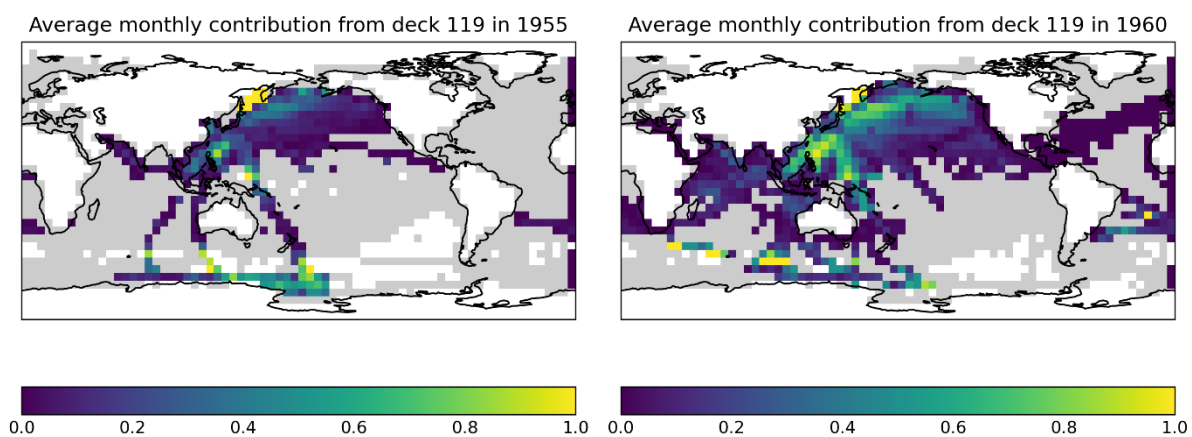 Average monthly contribution from deck 119 in 1955
Average monthly contribution from deck 119 in 1960
0.0 0.2 0.4 0.6 0.8 1.0
0.0 0.2 0.4 0.6 0.8 1.0